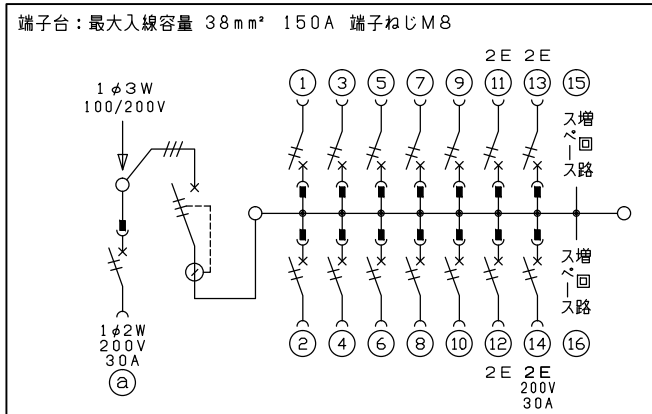 端子台：最大入線容量 38mm² 150A 端子ねじM8
2E 2E
1 3 5 7 9 11 13 15
1φ3W
100/200V
増回路
スペース
増回路
スペース
1φ2W
200V
30A
a
2 4 6 8 10 12 14 16
2E 2E
200V
30A